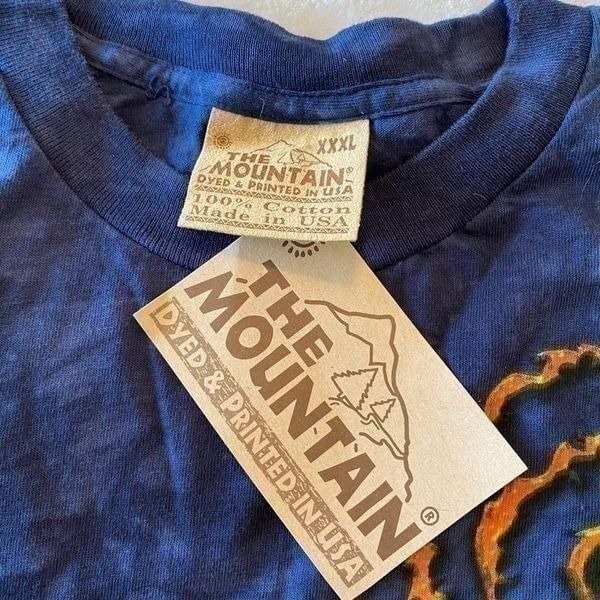 XXXL
THE
MOUNTAIN®
DYED & PRINTED IN USA
100% Cotton
Made in USA
THE
MOUNTAIN®
DYED & PRINTED IN USA